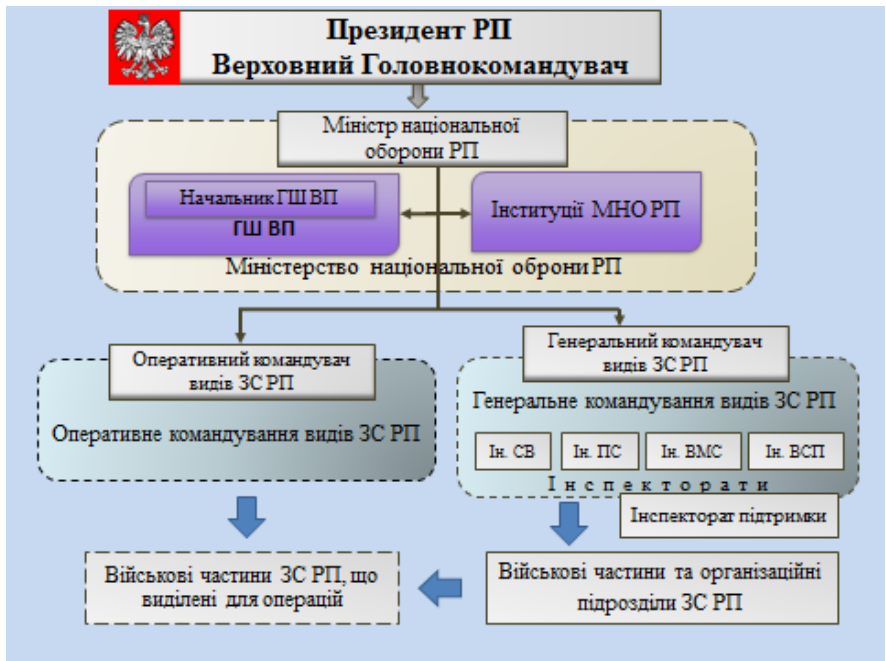 Президент РП
Верховний Головнокомандувач
Міністр національної
оборони РП
Начальник ГШ ВП
ГШ ВП
Інституції МНО РП
Міністерство національної оброни РП
Оперативний командувач
видів ЗС РП
Оперативне командування видів ЗС РП
Генеральний командувач
видів ЗС РП
Генеральне командування видів ЗС РП
Ін. СВ
Ін. ПС
Ін. ВМС
Ін. ВСП
Інспекторати
Інспекторат підтримки
Військові частини ЗС РП, що
виділені для операцій
Військові частини та організаційні
підрозділи ЗС РП